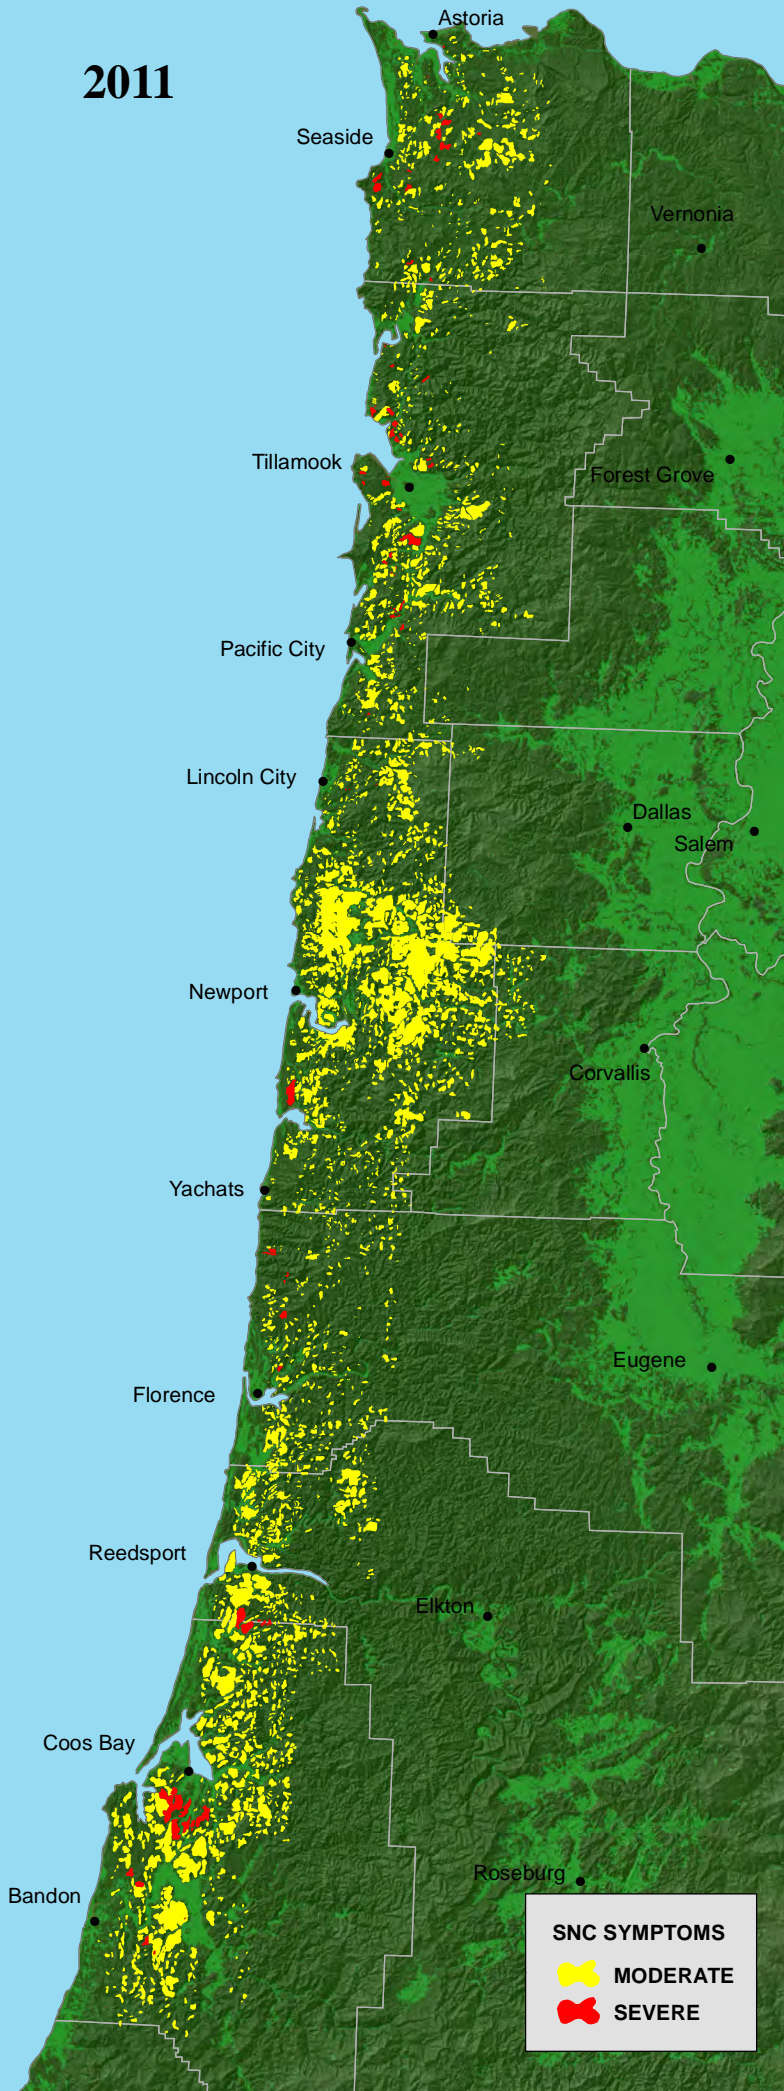 Astoria
2011
Seaside
Vernonia
Tillamook
Forest Grove
Pacific City
Lincoln City
Dallas
Salem
Newport
Corvallis
Yachats
Eugene
Florence
Reedsport
Elkton
Coos Bay
Roseburg
Bandon
SNC SYMPTOMS
MODERATE
SEVERE